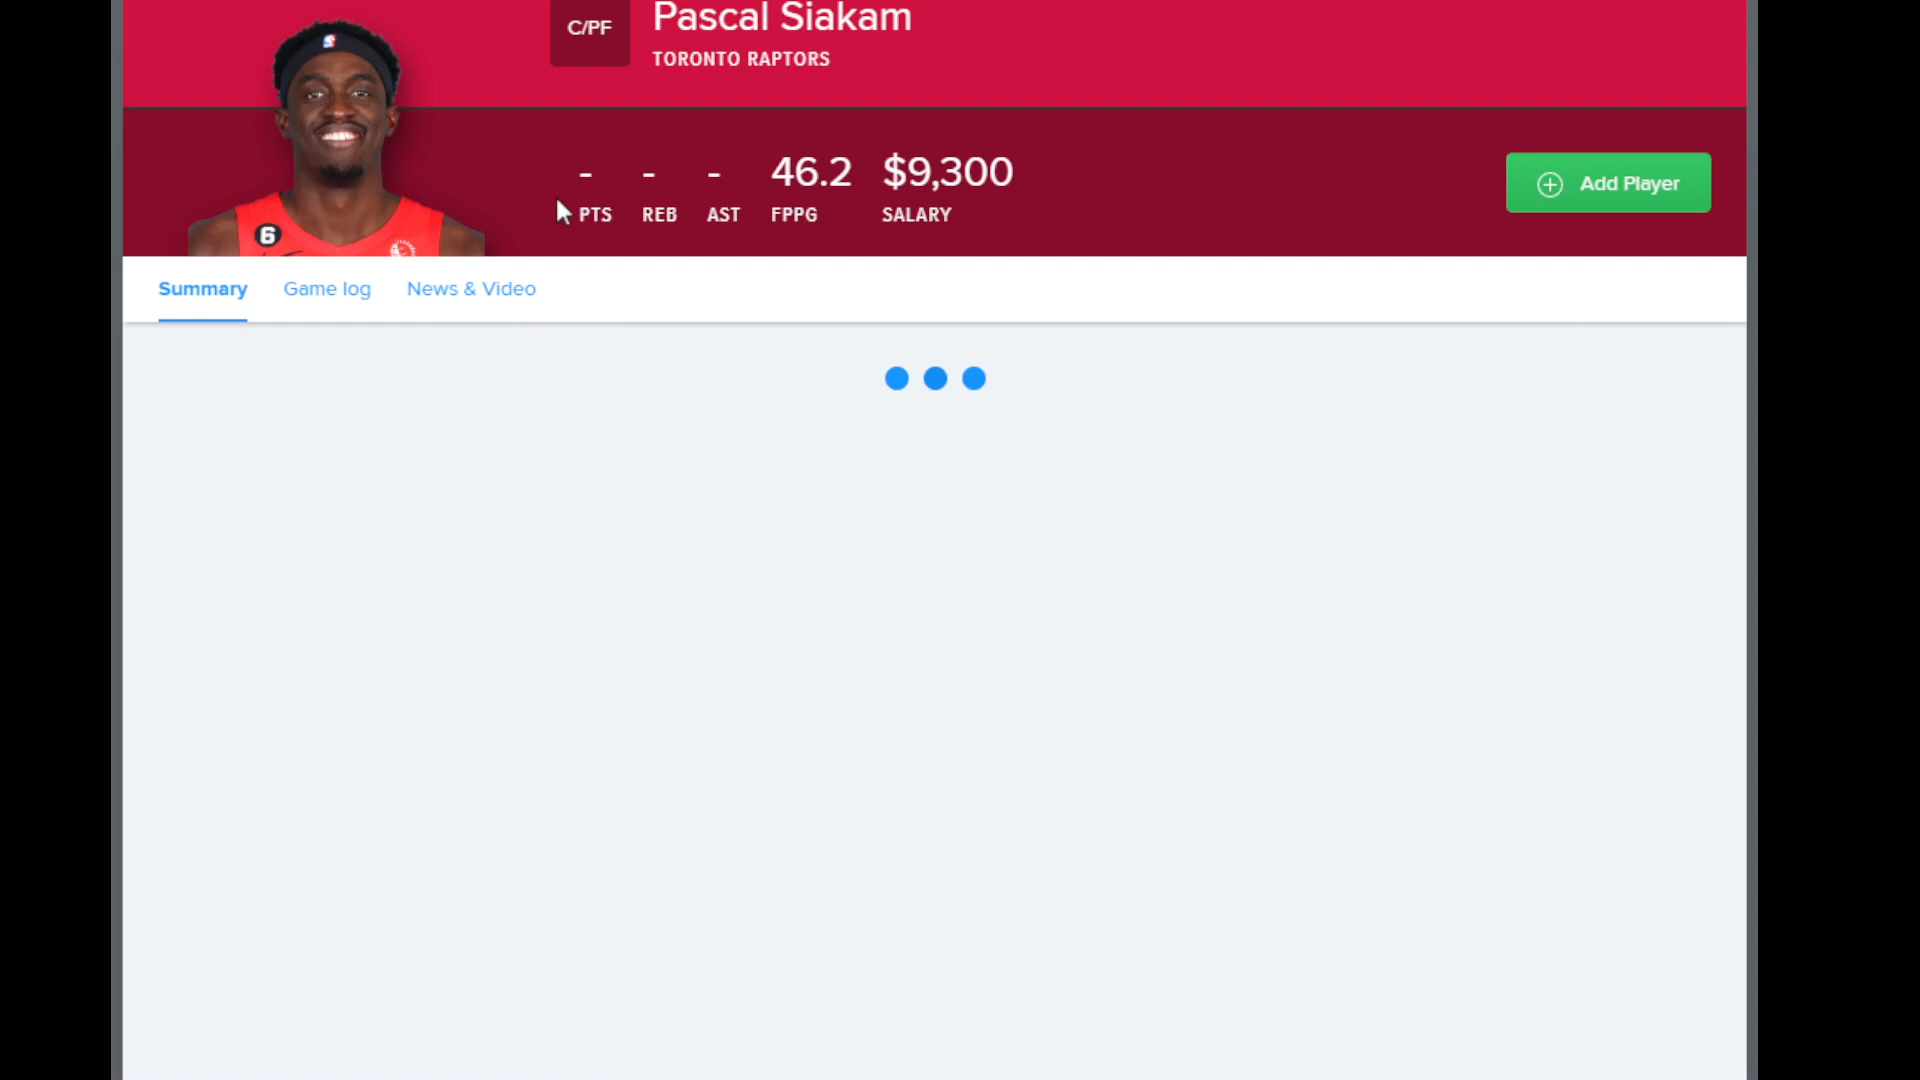 C/PF
Pascal Siakam
TORONTO RAPTORS
- - - 46.2 $9,300
PTS REB AST FPPG SALARY
Add Player
6
Summary Game log News & Video